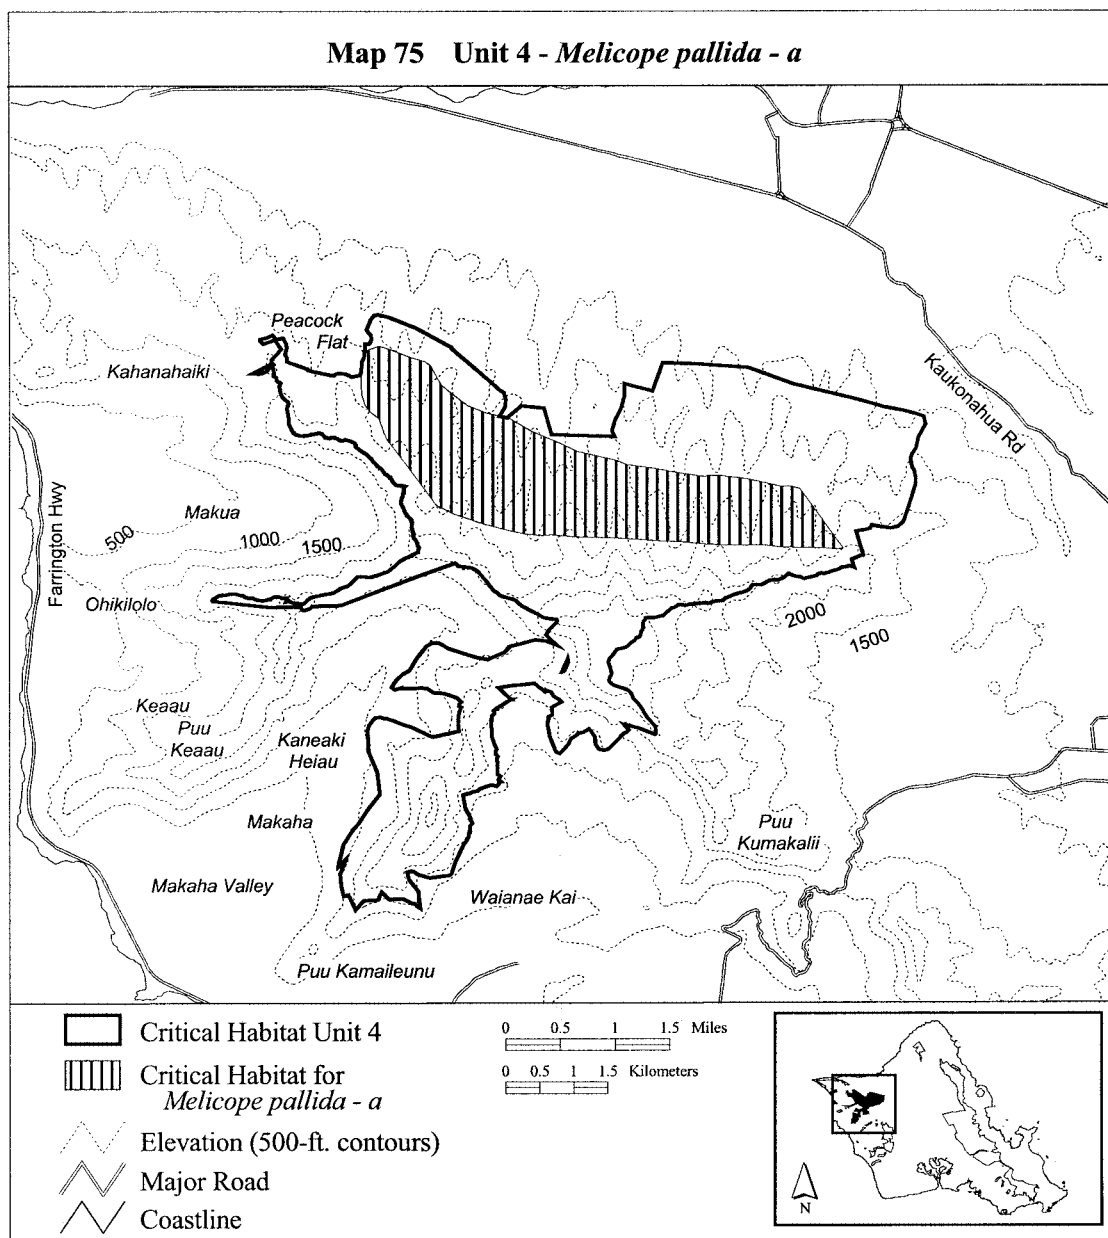 Map 75 Unit 4 - Melicope pallida - a
Peacock
Flat
Kahanahaiki
Kaukonahua Rd
Farrington Hwy
Makua
500
1000
1500
Ohikilolo
2000
1500
Keaau
Puu
Keaau
Kaneaki
Heiau
Makaha
Puu
Kumakalii
Makaha Valley
Waianae Kai
Puu Kamaileunu
Critical Habitat Unit 4
Critical Habitat for
Melicope pallida - a
Elevation (500-ft. contours)
Major Road
Coastline
0 0.5 1 1.5 Miles
0 0.5 1 1.5 Kilometers
N